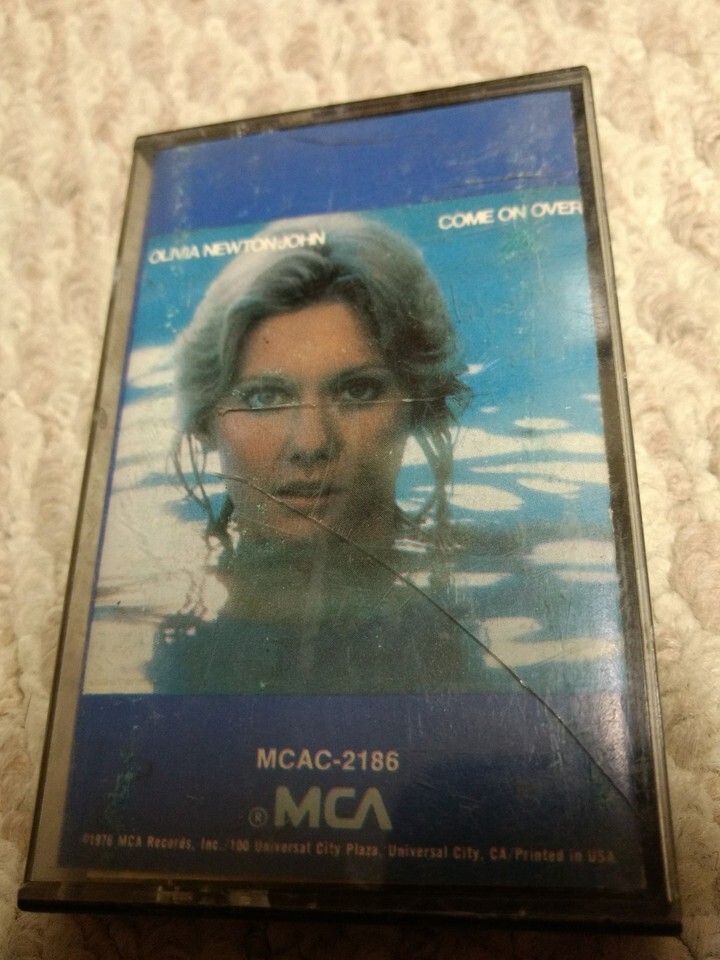 OLIVIA NEWTON-JOHN
COME ON OVER
MCAC-2186
® MCA
©1976 MCA Records, Inc./100 Universal City Plaza, Universal City, CA/Printed in USA